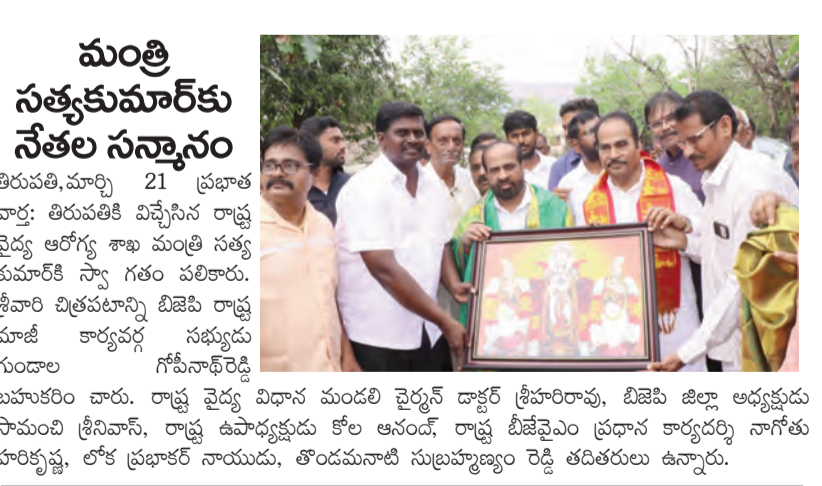 మంత్రి
సత్యకుమార్‌కు
నేతల సన్మానం
తిరుపతి,మార్చి 21 ప్రభాత
వార్త: తిరుపతికి విచ్చేసిన రాష్ట్ర
వైద్య ఆరోగ్య శాఖ మంత్రి సత్య
కుమార్‌కి స్వా గతం పలికారు.
శ్రీవారి చిత్రపటాన్ని బిజెపి రాష్ట్ర
మాజీ కార్యవర్గ సభ్యుడు
గుండాల గోపీనాథ్‌రెడ్డి
బహుకరిం చారు. రాష్ట్ర వైద్య విధాన మండలి చైర్మన్ డాక్టర్ శ్రీహరిరావు, బిజెపి జిల్లా అధ్యక్షుడు
సామంచి శ్రీనివాస్, రాష్ట్ర ఉపాధ్యక్షుడు కోల ఆనంద్, రాష్ట్ర బీజేవైఎం ప్రధాన కార్యదర్శి నాగోతు
హరికృష్ణ, లోక ప్రభాకర్ నాయుడు, తొండమనాటి సుబ్రహ్మణ్యం రెడ్డి తదితరులు ఉన్నారు.